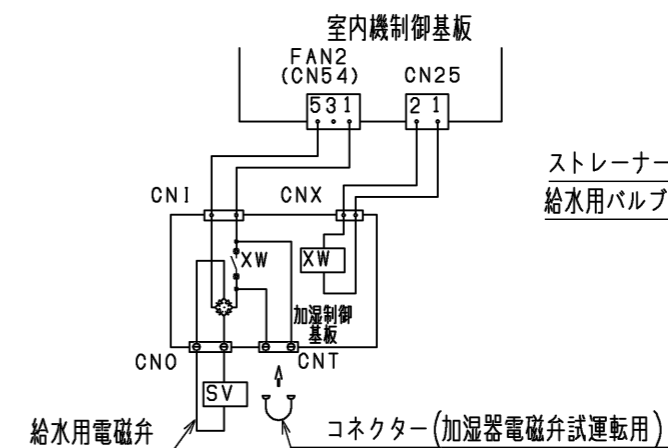 室内機制御基板
FAN2
(CN54)
CN25
531
21
ストレーナー
給水用バルブ
CNI
CNX
XW
XW
加湿制御
基板
CNO
CNT
SV
給水用電磁弁
コネクター(加湿器電磁弁試運転用)